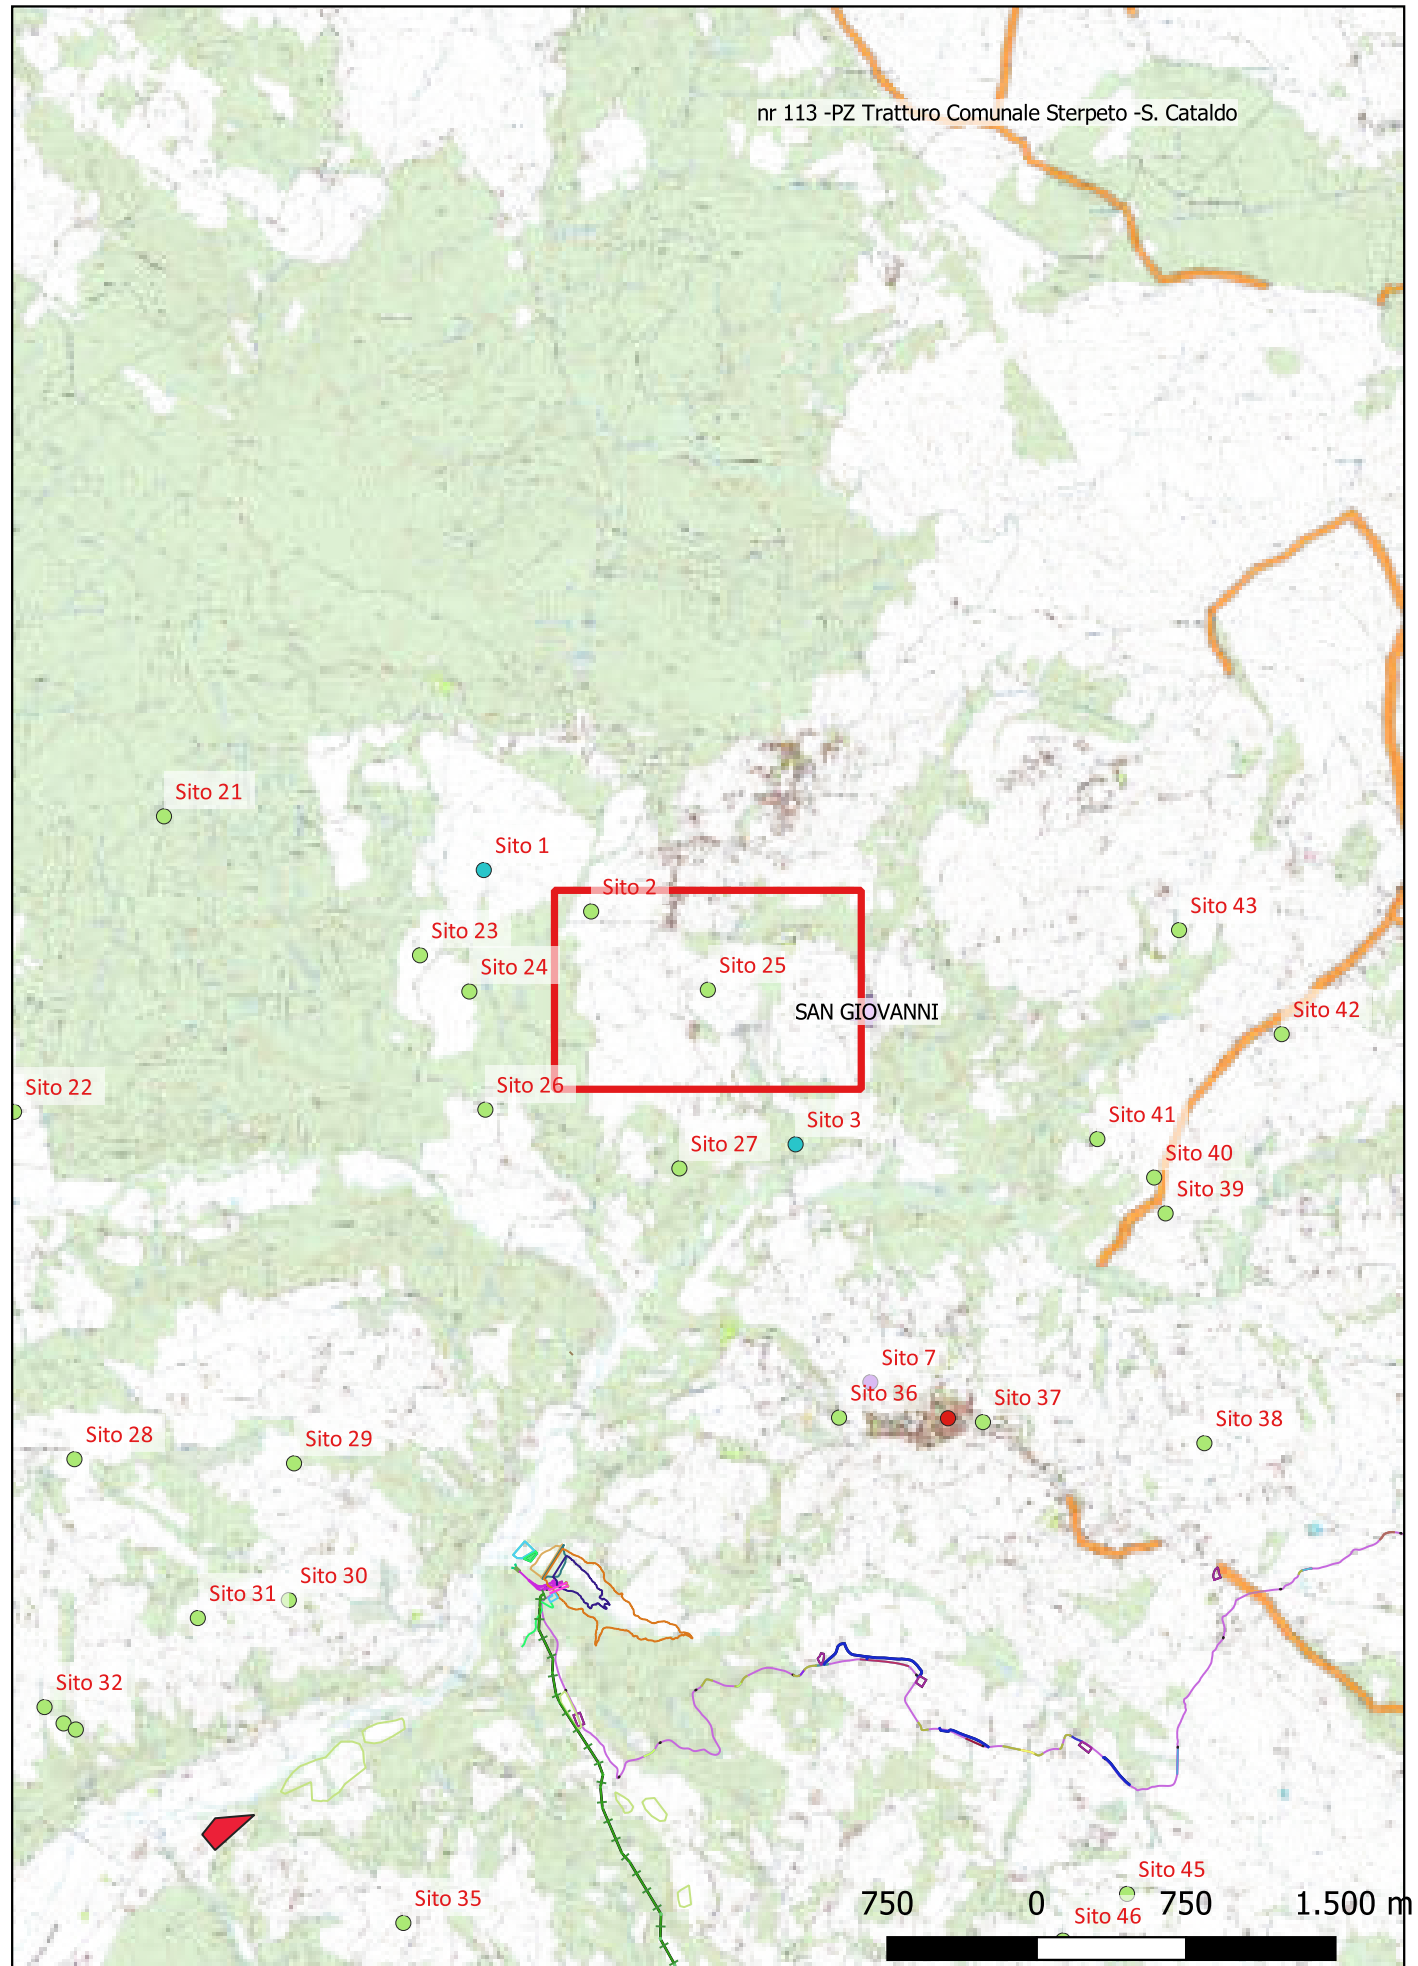 nr 113 -PZ Tratturo Comunale Sterpeto -S. Cataldo
Sito 21
Sito 1
Sito 2
Sito 43
Sito 23
Sito 24
Sito 25
SAN GIOVANNI
Sito 42
Sito 22
Sito 26
Sito 3
Sito 41
Sito 27
Sito 40
Sito 39
Sito 7
Sito 36
Sito 37
Sito 38
Sito 28
Sito 29
Sito 30
Sito 31
Sito 32
Sito 45
Sito 35
750 0 750 1.500 m
Sito 46